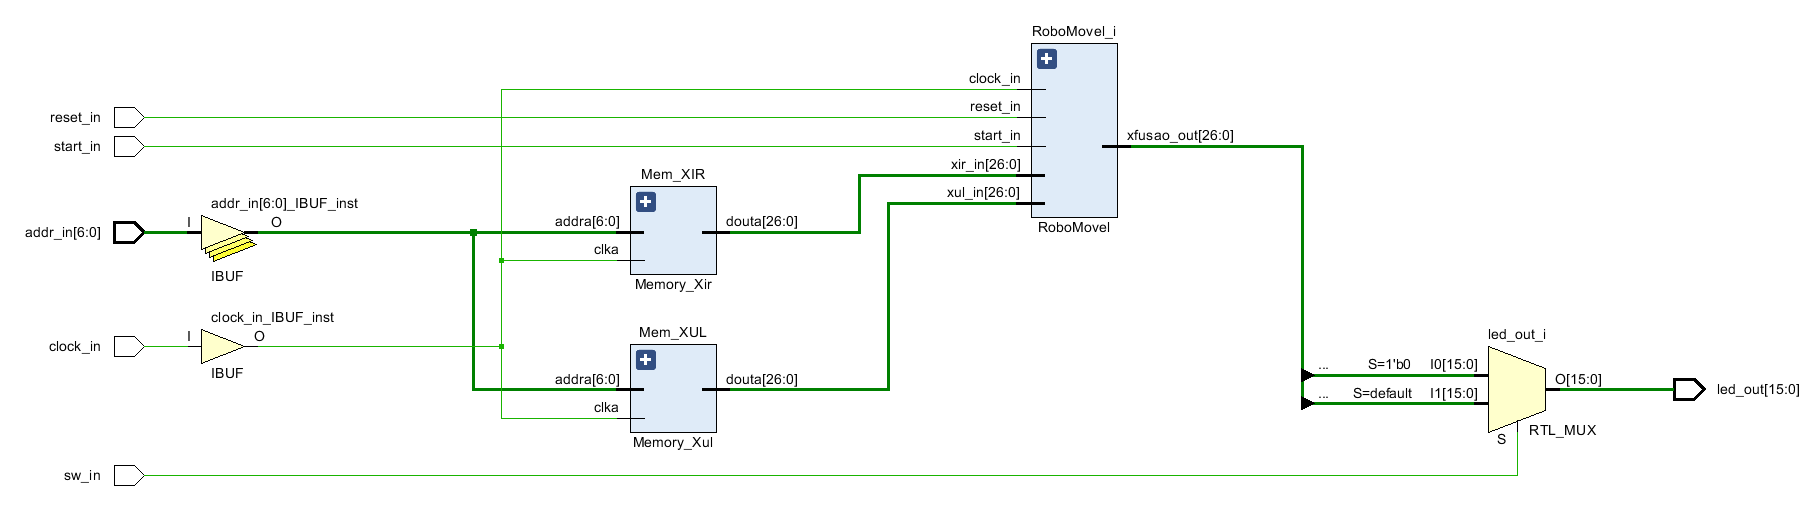 RoboMovel_i
clock_in
reset_in
start_in
xir_in[26:0]
xul_in[26:0]
xfusao_out[26:0]
RoboMovel
reset_in
start_in
addr_in[6:0]
addr_in[6:0]_IBUF_inst
I
O
IBUF
Mem_XIR
addra[6:0]
clka
douta[26:0]
Memory_Xir
clock_in
clock_in_IBUF_inst
I
O
IBUF
Mem_XUL
addra[6:0]
clka
douta[26:0]
Memory_Xul
led_out_i
... S=1'b0 I0[15:0]
... S=default I1[15:0]
O[15:0]
S
RTL_MUX
led_out[15:0]
sw_in